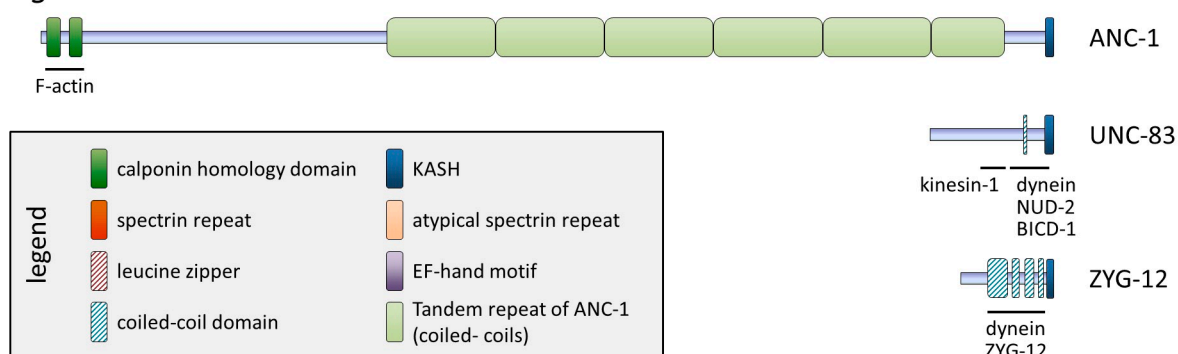 ANC-1
F-actin
UNC-83
kinesin-1
dynein
NUD-2
BICD-1
legend
calponin homology domain
KASH
spectrin repeat
atypical spectrin repeat
leucine zipper
EF-hand motif
coiled-coil domain
Tandem repeat of ANC-1
(coiled- coils)
ZYG-12
dynein
ZYG-12